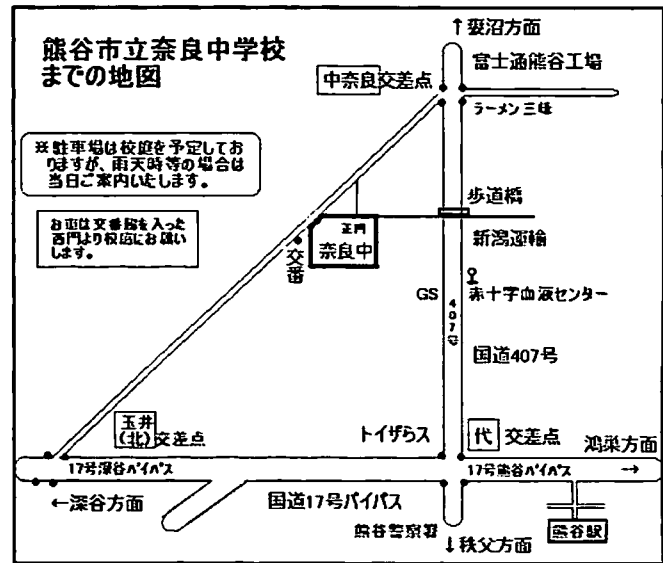 熊谷市立奈良中学校
までの地図
↑妻沼方面
富士通熊谷工場
中奈良交差点
ラーメン三雄
※駐車場は校庭を予定してお
りますが、雨天時等の場合は
当日ご案内いたします。
歩道橋
お車は交番脇を入った
西門より校庭にお願い
します。
正門
奈良中
交番
新潟運輸
GS
407号
赤十字血液センター
国道407号
玉井
(北)交差点
トイザらス
代 交差点
鴻巣方面
→
17号深谷バイパス
17号熊谷バイパス
←深谷方面
国道17号バイパス
熊谷警察署
↓秩父方面
熊谷駅